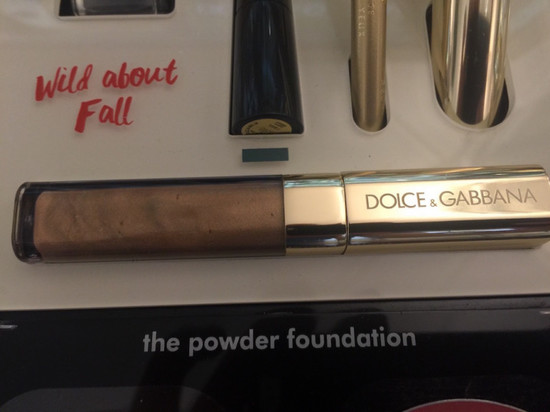 Wild about
Fall
DOLCE & GABBANA
the powder foundation